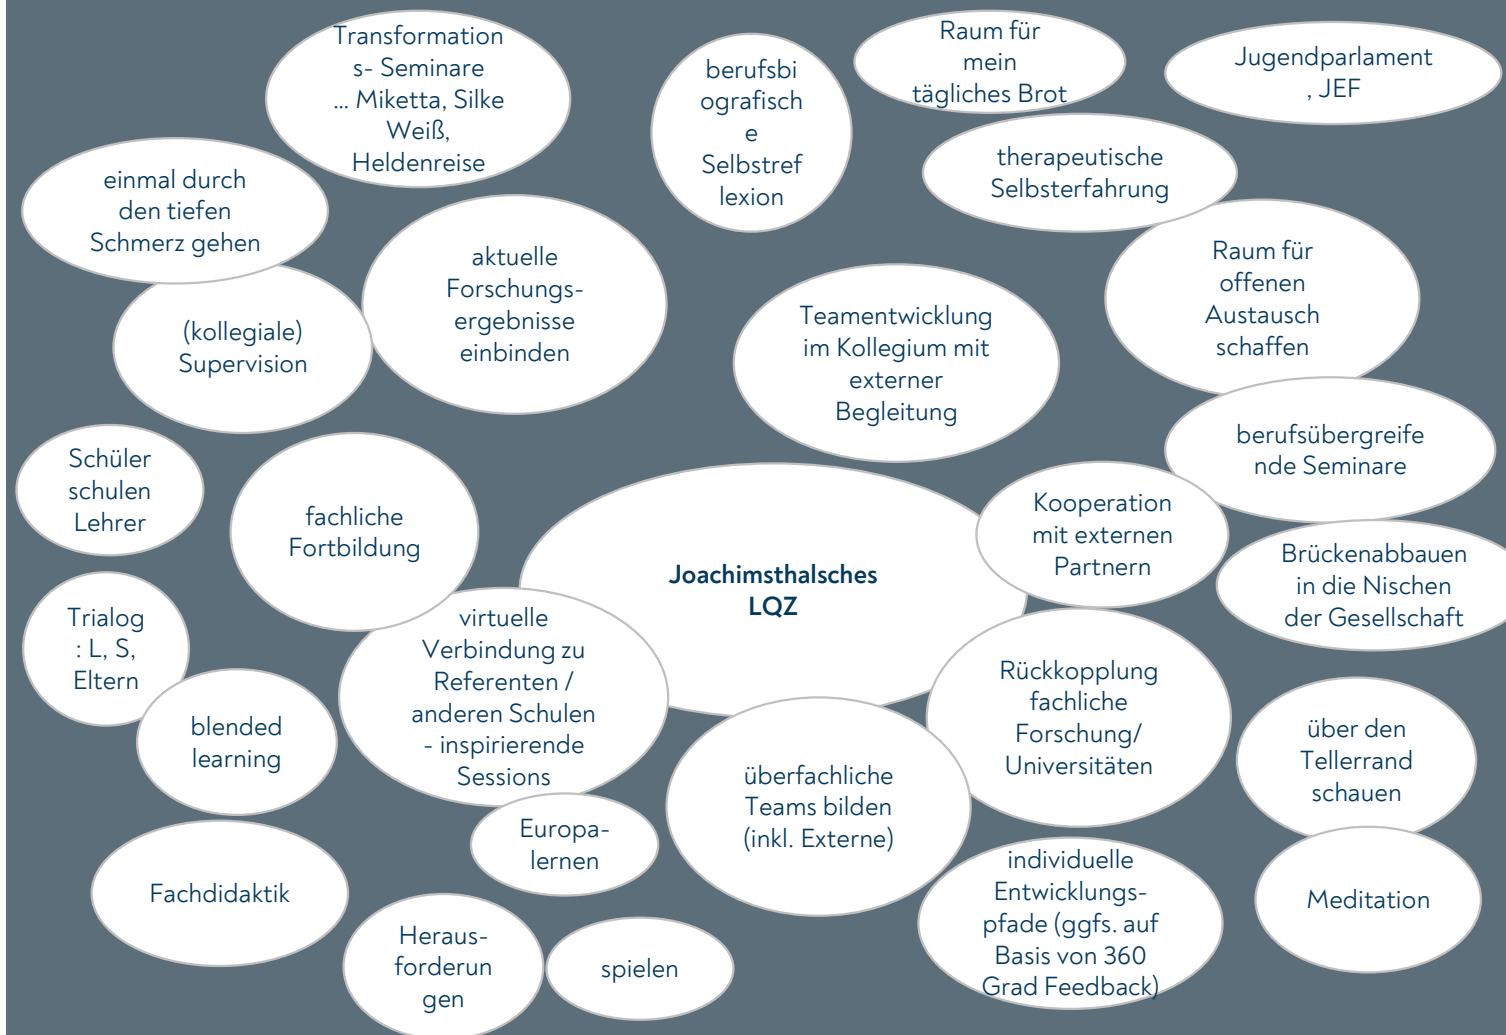 Transformation
s- Seminare
... Miketta, Silke
Weiß,
Heldenreise
berufsbi
ografisch
e
Selbstref
lexion
Raum für
mein
tägliches Brot
Jugendparlament
, JEF
einmal durch
den tiefen
Schmerz gehen
therapeutische
Selbsterfahrung
aktuelle
Forschungs-
ergebnisse
einbinden
Raum für
offenen
Austausch
schaffen
(kollegiale)
Supervision
Teamentwicklung
im Kollegium mit
externer
Begleitung
berufsübergreife
nde Seminare
Schüler
schulen
Lehrer
fachliche
Fortbildung
Kooperation
mit externen
Partnern
Joachimsthalsches
LQZ
Brückenabbauen
in die Nischen
der Gesellschaft
Trialog
: L, S,
Eltern
virtuelle
Verbindung zu
Referenten /
anderen Schulen
- inspirierende
Sessions
Rückkopplung
fachliche
Forschung/
Universitäten
blended
learning
über den
Tellerrand
schauen
überfachliche
Teams bilden
(inkl. Externe)
Europa-
lernen
Fachdidaktik
individuelle
Entwicklungs-
pfade (ggfs. auf
Basis von 360
Grad Feedback)
Meditation
Heraus-
forderun
gen
spielen